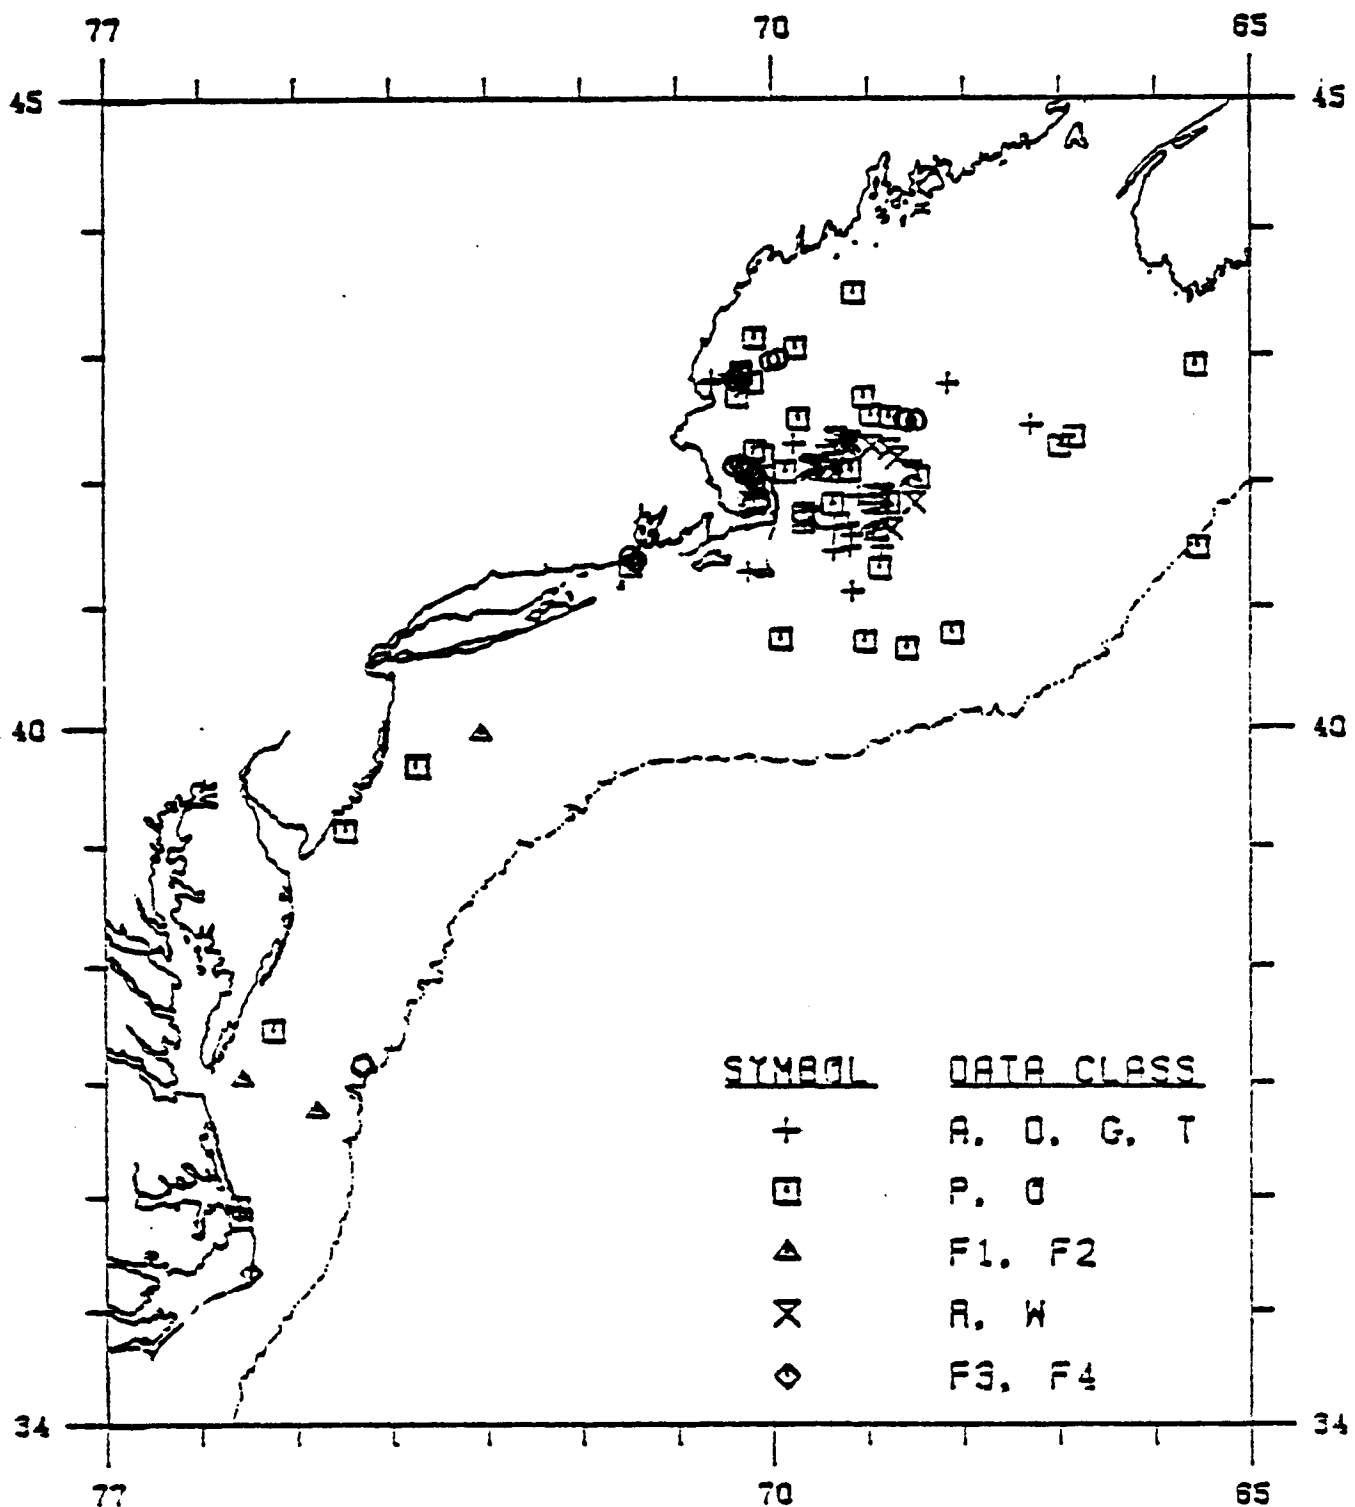 77 70 65
45 45
40 40
SYMBOL DATA CLASS
A. O. G. T
P. O
F1. F2
R. W
F3. F4
34 34
77 70 65